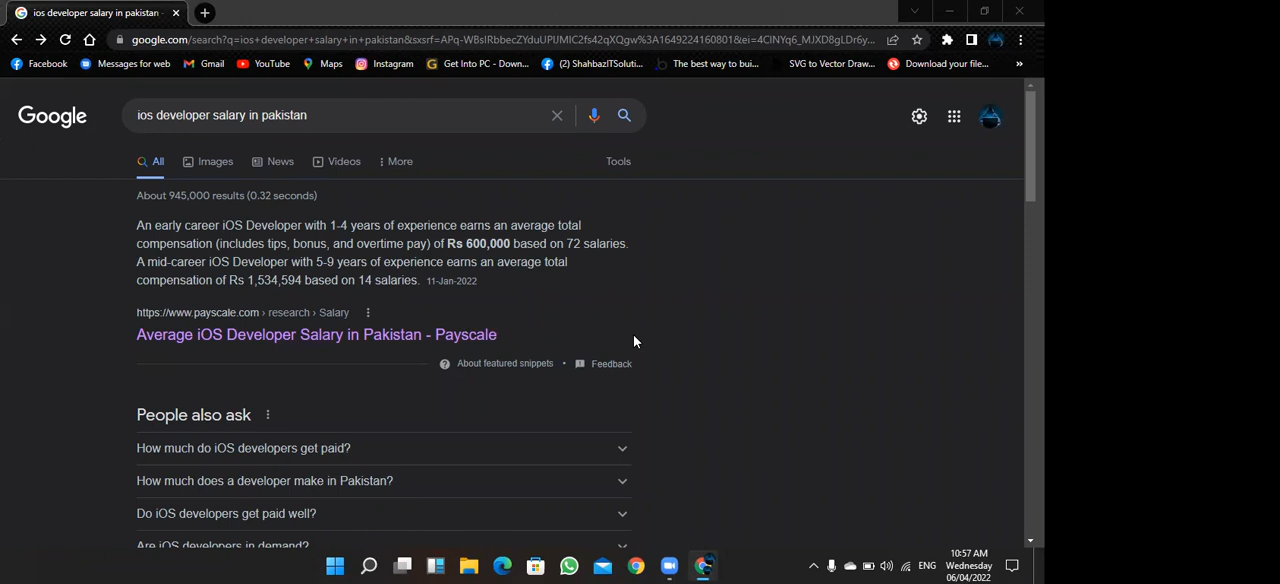 ios developer salary in pakistan
google.com/search?q=ios+developer+salary+in+pakistan&sxsrf=APq-WBsIRbbecZYduUPIJMIC2fs42qXQgw%3A1649224160801&ei=4CINYq6_MJXD8gLDr6y...
Facebook Messages for web Gmail YouTube Maps Instagram Get Into PC - Down... (2) ShahbazITSoluti... The best way to bui... SVG to Vector Draw... Download your file... »
Google ios developer salary in pakistan
All Images News Videos More Tools
About 945,000 results (0.32 seconds)
An early career iOS Developer with 1-4 years of experience earns an average total
compensation (includes tips, bonus, and overtime pay) of Rs 600,000 based on 72 salaries.
A mid-career iOS Developer with 5-9 years of experience earns an average total
compensation of Rs 1,534,594 based on 14 salaries. 11-Jan-2022
https://www.payscale.com › research › Salary
Average iOS Developer Salary in Pakistan - Payscale
About featured snippets • Feedback
People also ask
How much do iOS developers get paid?
How much does a developer make in Pakistan?
Do iOS developers get paid well?
Are iOS developers in demand?
ENG
10:57 AM
Wednesday
06/04/2022